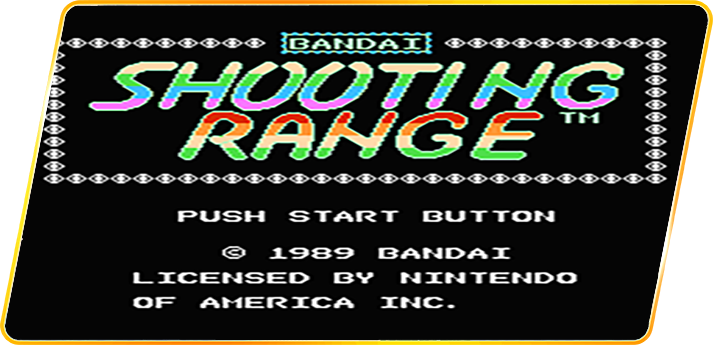 BANDAI
SHOOTING
RANGE™
PUSH START BUTTON
© 1989 BANDAI
LICENSED BY NINTENDO
OF AMERICA INC.